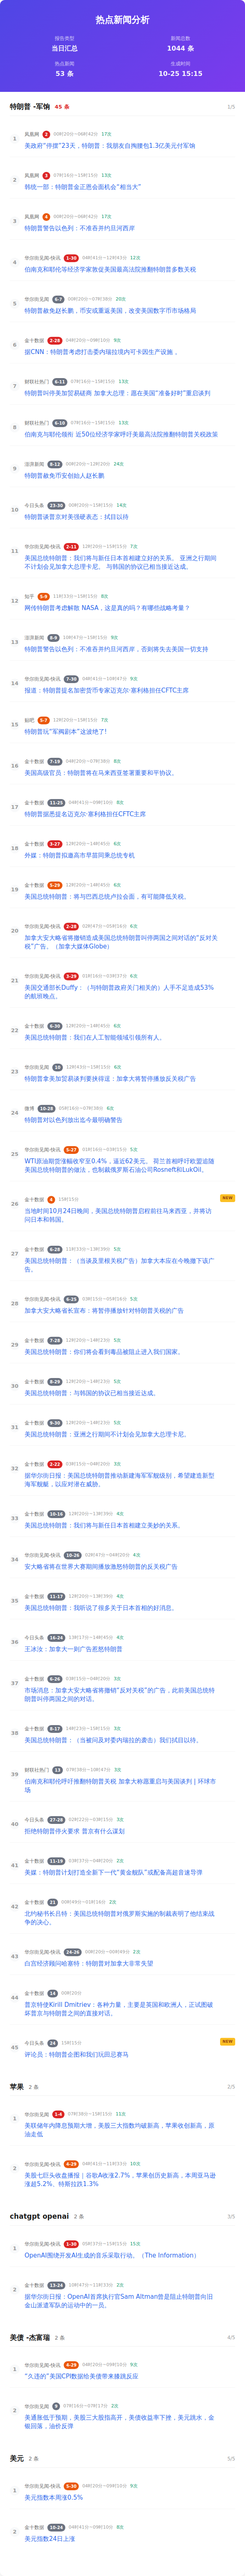 热点新闻分析
报告类型
当日汇总
新闻总数
1044 条
热点新闻
53 条
生成时间
10-25 15:15
特朗普 -军饷 45 条
1/5
1
凤凰网 2 00时20分~06时42分 17次
美政府“停摆”23天，特朗普：我朋友自掏腰包1.3亿美元付军饷
2
凤凰网 3 07时16分~15时15分 13次
韩统一部：特朗普金正恩会面机会“相当大”
3
凤凰网 4 00时20分~06时42分 17次
特朗普警告以色列：不准吞并约旦河西岸
4
华尔街见闻-快讯 1-30 04时41分~12时43分 12次
伯南克和耶伦等经济学家敦促美国最高法院推翻特朗普多数关税
5
华尔街见闻 6-7 00时20分~07时38分 20次
特朗普赦免赵长鹏，币安或重返美国，改变美国数字货币市场格局
6
金十数据 2-28 04时20分~09时10分 9次
据CNN：特朗普考虑打击委内瑞拉境内可卡因生产设施 。
7
财联社热门 6-11 07时16分~15时15分 13次
特朗普叫停美加贸易磋商 加拿大总理：愿在美国“准备好时”重启谈判
8
财联社热门 6-10 07时16分~15时15分 13次
伯南克与耶伦领衔 近50位经济学家呼吁美最高法院推翻特朗普关税政策
9
澎湃新闻 8-12 00时20分~12时20分 24次
特朗普赦免币安创始人赵长鹏
10
今日头条 23-30 00时20分~15时15分 14次
特朗普谈普京对美强硬表态：拭目以待
11
华尔街见闻-快讯 2-11 12时20分~15时15分 7次
美国总统特朗普：我们将与新任日本首相建立好的关系。 亚洲之行期间
不计划会见加拿大总理卡尼。 与韩国的协议已相当接近达成。
12
知乎 5-8 11时33分~15时15分 8次
网传特朗普考虑解散 NASA，这是真的吗？有哪些战略考量？
13
澎湃新闻 8-9 10时47分~15时15分 9次
特朗普警告以色列：不准吞并约旦河西岸，否则将失去美国一切支持
14
华尔街见闻-快讯 7-30 04时41分~10时47分 9次
报道：特朗普提名加密货币专家迈克尔·塞利格担任CFTC主席
15
贴吧 5-7 12时20分~15时15分 7次
特朗普玩“军阀剧本”这波绝了!
16
金十数据 7-19 04时20分~07时38分 8次
美国高级官员：特朗普将在马来西亚签署重要和平协议。
17
金十数据 11-25 04时41分~09时10分 8次
特朗普据悉提名迈克尔·塞利格担任CFTC主席
18
金十数据 3-27 12时20分~14时45分 6次
外媒：特朗普拟邀高市早苗同乘总统专机
19
金十数据 5-29 12时20分~14时45分 6次
美国总统特朗普：将与巴西总统卢拉会面，有可能降低关税。
20
华尔街见闻-快讯 2-29 02时47分~05时16分 6次
加拿大安大略省将撤销造成美国总统特朗普叫停两国之间对话的“反对关
税”广告。（加拿大媒体Globe）
21
华尔街见闻-快讯 3-29 01时16分~03时37分 6次
美国交通部长Duffy：（与特朗普政府关门相关的）人手不足造成53%
的航班晚点。
22
金十数据 6-30 12时20分~14时45分 6次
美国总统特朗普：我们在人工智能领域引领所有人。
23
华尔街见闻 10 12时43分~15时15分 6次
特朗普拿美加贸易谈判要挟得逞：加拿大将暂停播放反关税广告
24
微博 10-28 05时16分~07时38分 6次
特朗普对以色列放出迄今最明确警告
25
华尔街见闻-快讯 5-27 01时16分~03时15分 5次
WTI原油期货涨幅收窄至0.4%，逼近62美元。 荷兰首相呼吁欧盟追随
美国总统特朗普的做法，也制裁俄罗斯石油公司Rosneft和LukOil。
26
金十数据 4 15时15分
NEW
当地时间10月24日晚间，美国总统特朗普启程前往马来西亚，并将访
问日本和韩国。
27
金十数据 6-28 11时33分~13时39分 5次
美国总统特朗普：（当谈及里根关税广告）加拿大本应在今晚撤下该广
告。
28
华尔街见闻-快讯 6-25 03时15分~05时16分 5次
加拿大安大略省长宣布：将暂停播放针对特朗普关税的广告
29
金十数据 7-28 12时20分~14时23分 5次
美国总统特朗普：你们将会看到毒品被阻止进入我们国家。
30
金十数据 8-29 12时20分~14时23分 5次
美国总统特朗普：与韩国的协议已相当接近达成。
31
金十数据 9-30 12时20分~14时23分 5次
美国总统特朗普：亚洲之行期间不计划会见加拿大总理卡尼。
32
金十数据 2-22 03时15分~04时20分 3次
据华尔街日报：美国总统特朗普推动新建海军军舰级别，希望建造新型
海军舰艇，以应对潜在威胁。
33
金十数据 10-16 12时20分~13时39分 4次
美国总统特朗普：我们将与新任日本首相建立美妙的关系。
34
华尔街见闻-快讯 10-26 02时47分~04时20分 4次
安大略省将在世界大赛期间播放激怒特朗普的反关税广告
35
金十数据 11-17 12时20分~13时39分 4次
美国总统特朗普：我听说了很多关于日本首相的好消息。
36
今日头条 16-24 13时17分~14时45分 4次
王冰汝：加拿大一则广告惹怒特朗普
37
金十数据 6-26 03时15分~04时20分 3次
市场消息：加拿大安大略省将撤销“反对关税”的广告，此前美国总统特
朗普叫停两国之间的对话。
38
金十数据 8-17 14时23分~15时15分 3次
美国总统特朗普：（当被问及对委内瑞拉的袭击）我们拭目以待。
39
财联社热门 13 07时38分~10时47分 3次
伯南克和耶伦呼吁推翻特朗普关税 加拿大称愿重启与美国谈判 | 环球市
场
40
今日头条 27-28 02时22分~03时15分 3次
拒绝特朗普停火要求 普京有什么谋划
41
金十数据 11-19 03时37分~04时20分 2次
美媒：特朗普计划打造全新下一代“黄金舰队”或配备高超音速导弹
42
金十数据 21 00时49分~01时16分 2次
北约秘书长吕特：美国总统特朗普对俄罗斯实施的制裁表明了他结束战
争的决心。
43
华尔街见闻-快讯 24-26 00时20分~00时49分 2次
白宫经济顾问哈塞特：特朗普对加拿大非常失望
44
金十数据 14 00时20分
普京特使Kirill Dmitriev：各种力量，主要是英国和欧洲人，正试图破
坏普京与特朗普之间的直接对话。
45
今日头条 24 15时15分
NEW
评论员：特朗普企图和我们玩田忌赛马
苹果 2 条
2/5
1
华尔街见闻 2-4 07时38分~15时15分 11次
美联储年内降息预期大增，美股三大指数均破新高，苹果收创新高，原
油走低
2
华尔街见闻-快讯 4-29 04时41分~11时33分 10次
美股七巨头收盘播报｜谷歌A收涨2.7%，苹果创历史新高，本周亚马逊
涨超5.2%、特斯拉跌1.3%
chatgpt openai 2 条
3/5
1
华尔街见闻-快讯 1-30 05时37分~11时15分 15次
OpenAI围绕开发AI生成的音乐采取行动。（The Information）
2
金十数据 13-24 10时47分~11时33分 2次
据华尔街日报：OpenAI首席执行官Sam Altman曾是阻止特朗普向旧
金山派遣军队的运动中的一员。
美债 -杰富瑞 2 条
4/5
1
华尔街见闻-快讯 4-29 04时20分~08时56分 9次
“久违的”美国CPI数据给美债带来腰跳反应
2
华尔街见闻 9 07时16分~07时17分 2次
美通胀低于预期，美股三大股指高开，美债收益率下挫，美元跳水，金
银回落，油价反弹
美元 2 条
5/5
1
华尔街见闻-快讯 5-30 04时20分~09时10分 9次
美元指数本周涨0.5%
2
金十数据 10-24 04时41分~09时10分 8次
美元指数24日上涨